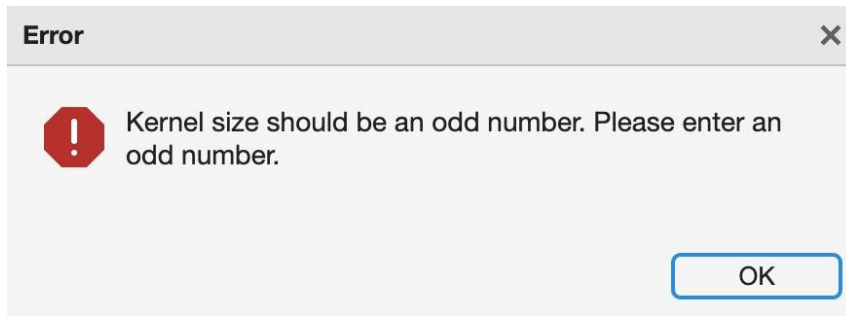 Error
Kernel size should be an odd number. Please enter an
odd number.
OK